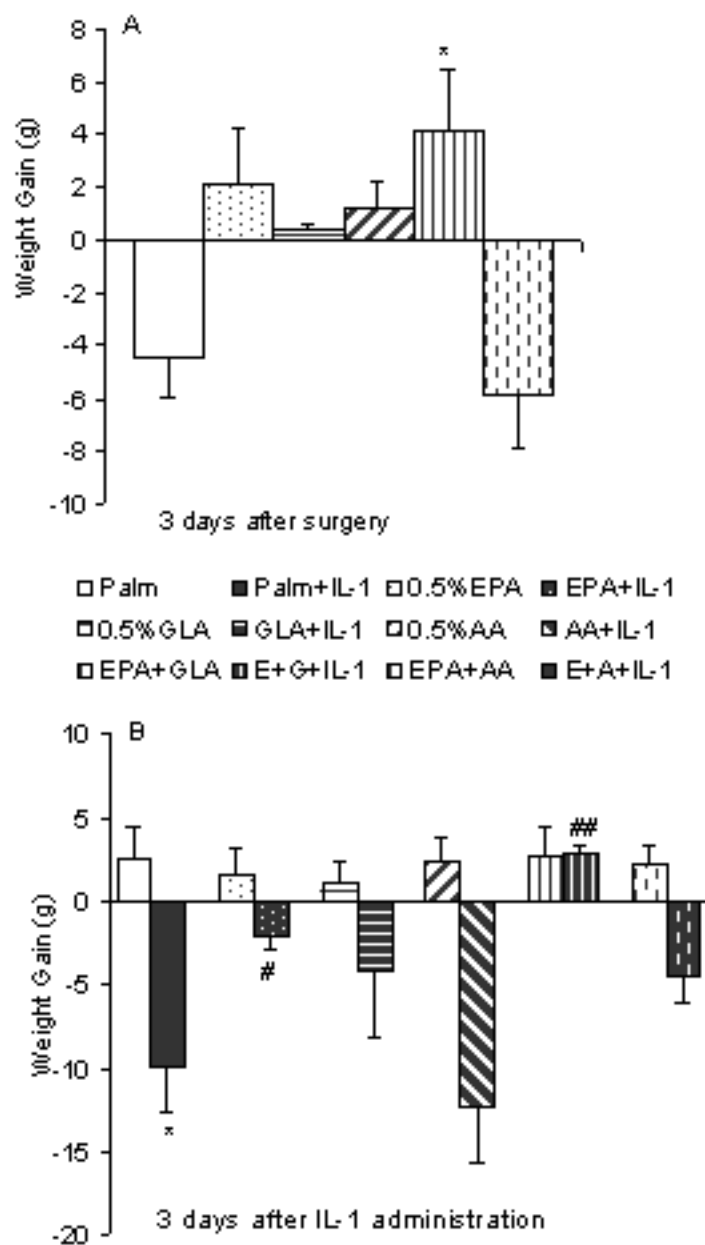 A
8
*
6
4
2
0
-2
-4
-6
-8
-10
Weight Gain (g)
3 days after surgery
Palm Palm+IL-1 0.5%EPA EPA+IL-1
0.5%GLA GLA+IL-1 0.5%AA AA+IL-1
EPA+GLA E+G+IL-1 EPA+AA E+A+IL-1
B
10
5
##
0
#
-5
-10
*
-15
-20
Weight Gain (g)
3 days after IL-1 administration